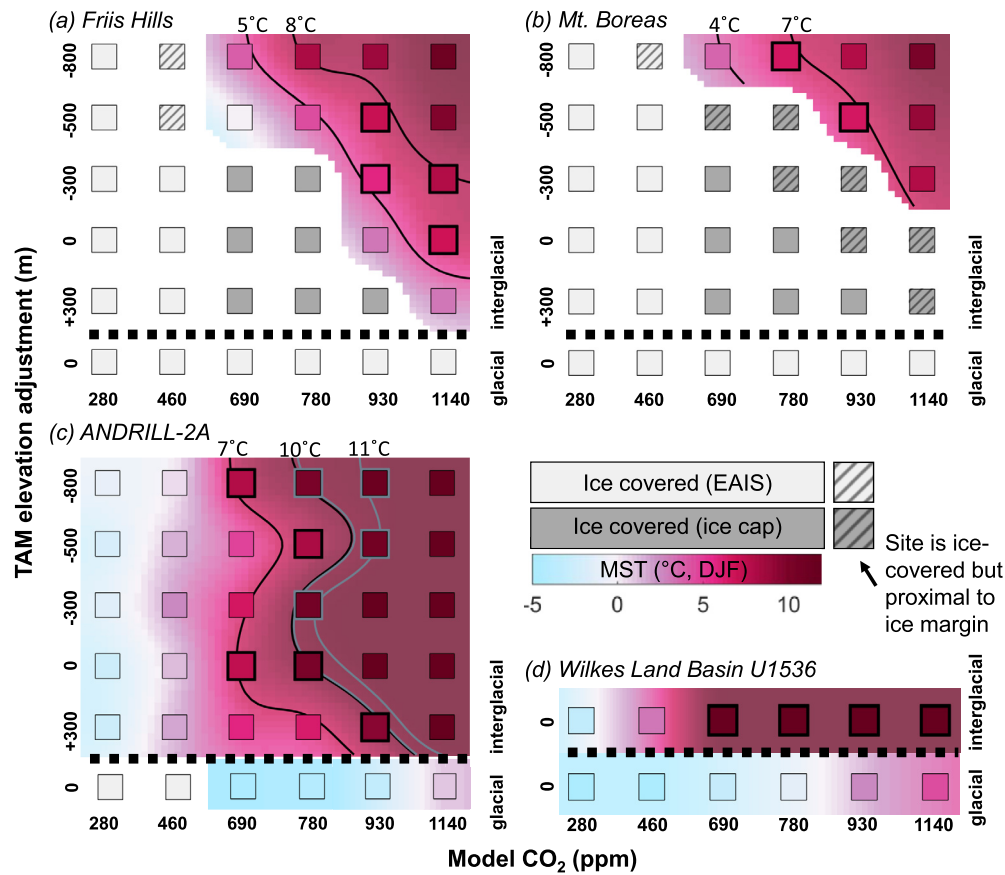 (a) Friis Hills
5˚C 8˚C
-800
-500
-300
0
+300
0
interglacial
glacial
280 460 690 780 930 1140
(b) Mt. Boreas
4˚C 7˚C
-800
-500
-300
0
+300
0
interglacial
glacial
280 460 690 780 930 1140
TAM elevation adjustment (m)
(c) ANDRILL-2A
7˚C 10˚C 11˚C
-800
-500
-300
0
+300
0
interglacial
glacial
280 460 690 780 930 1140
Ice covered (EAIS)
Ice covered (ice cap)
MST (°C, DJF)
-5 0 5 10
Site is ice-
covered but
proximal to
ice margin
(d) Wilkes Land Basin U1536
0
0
interglacial
glacial
280 460 690 780 930 1140
Model CO₂ (ppm)